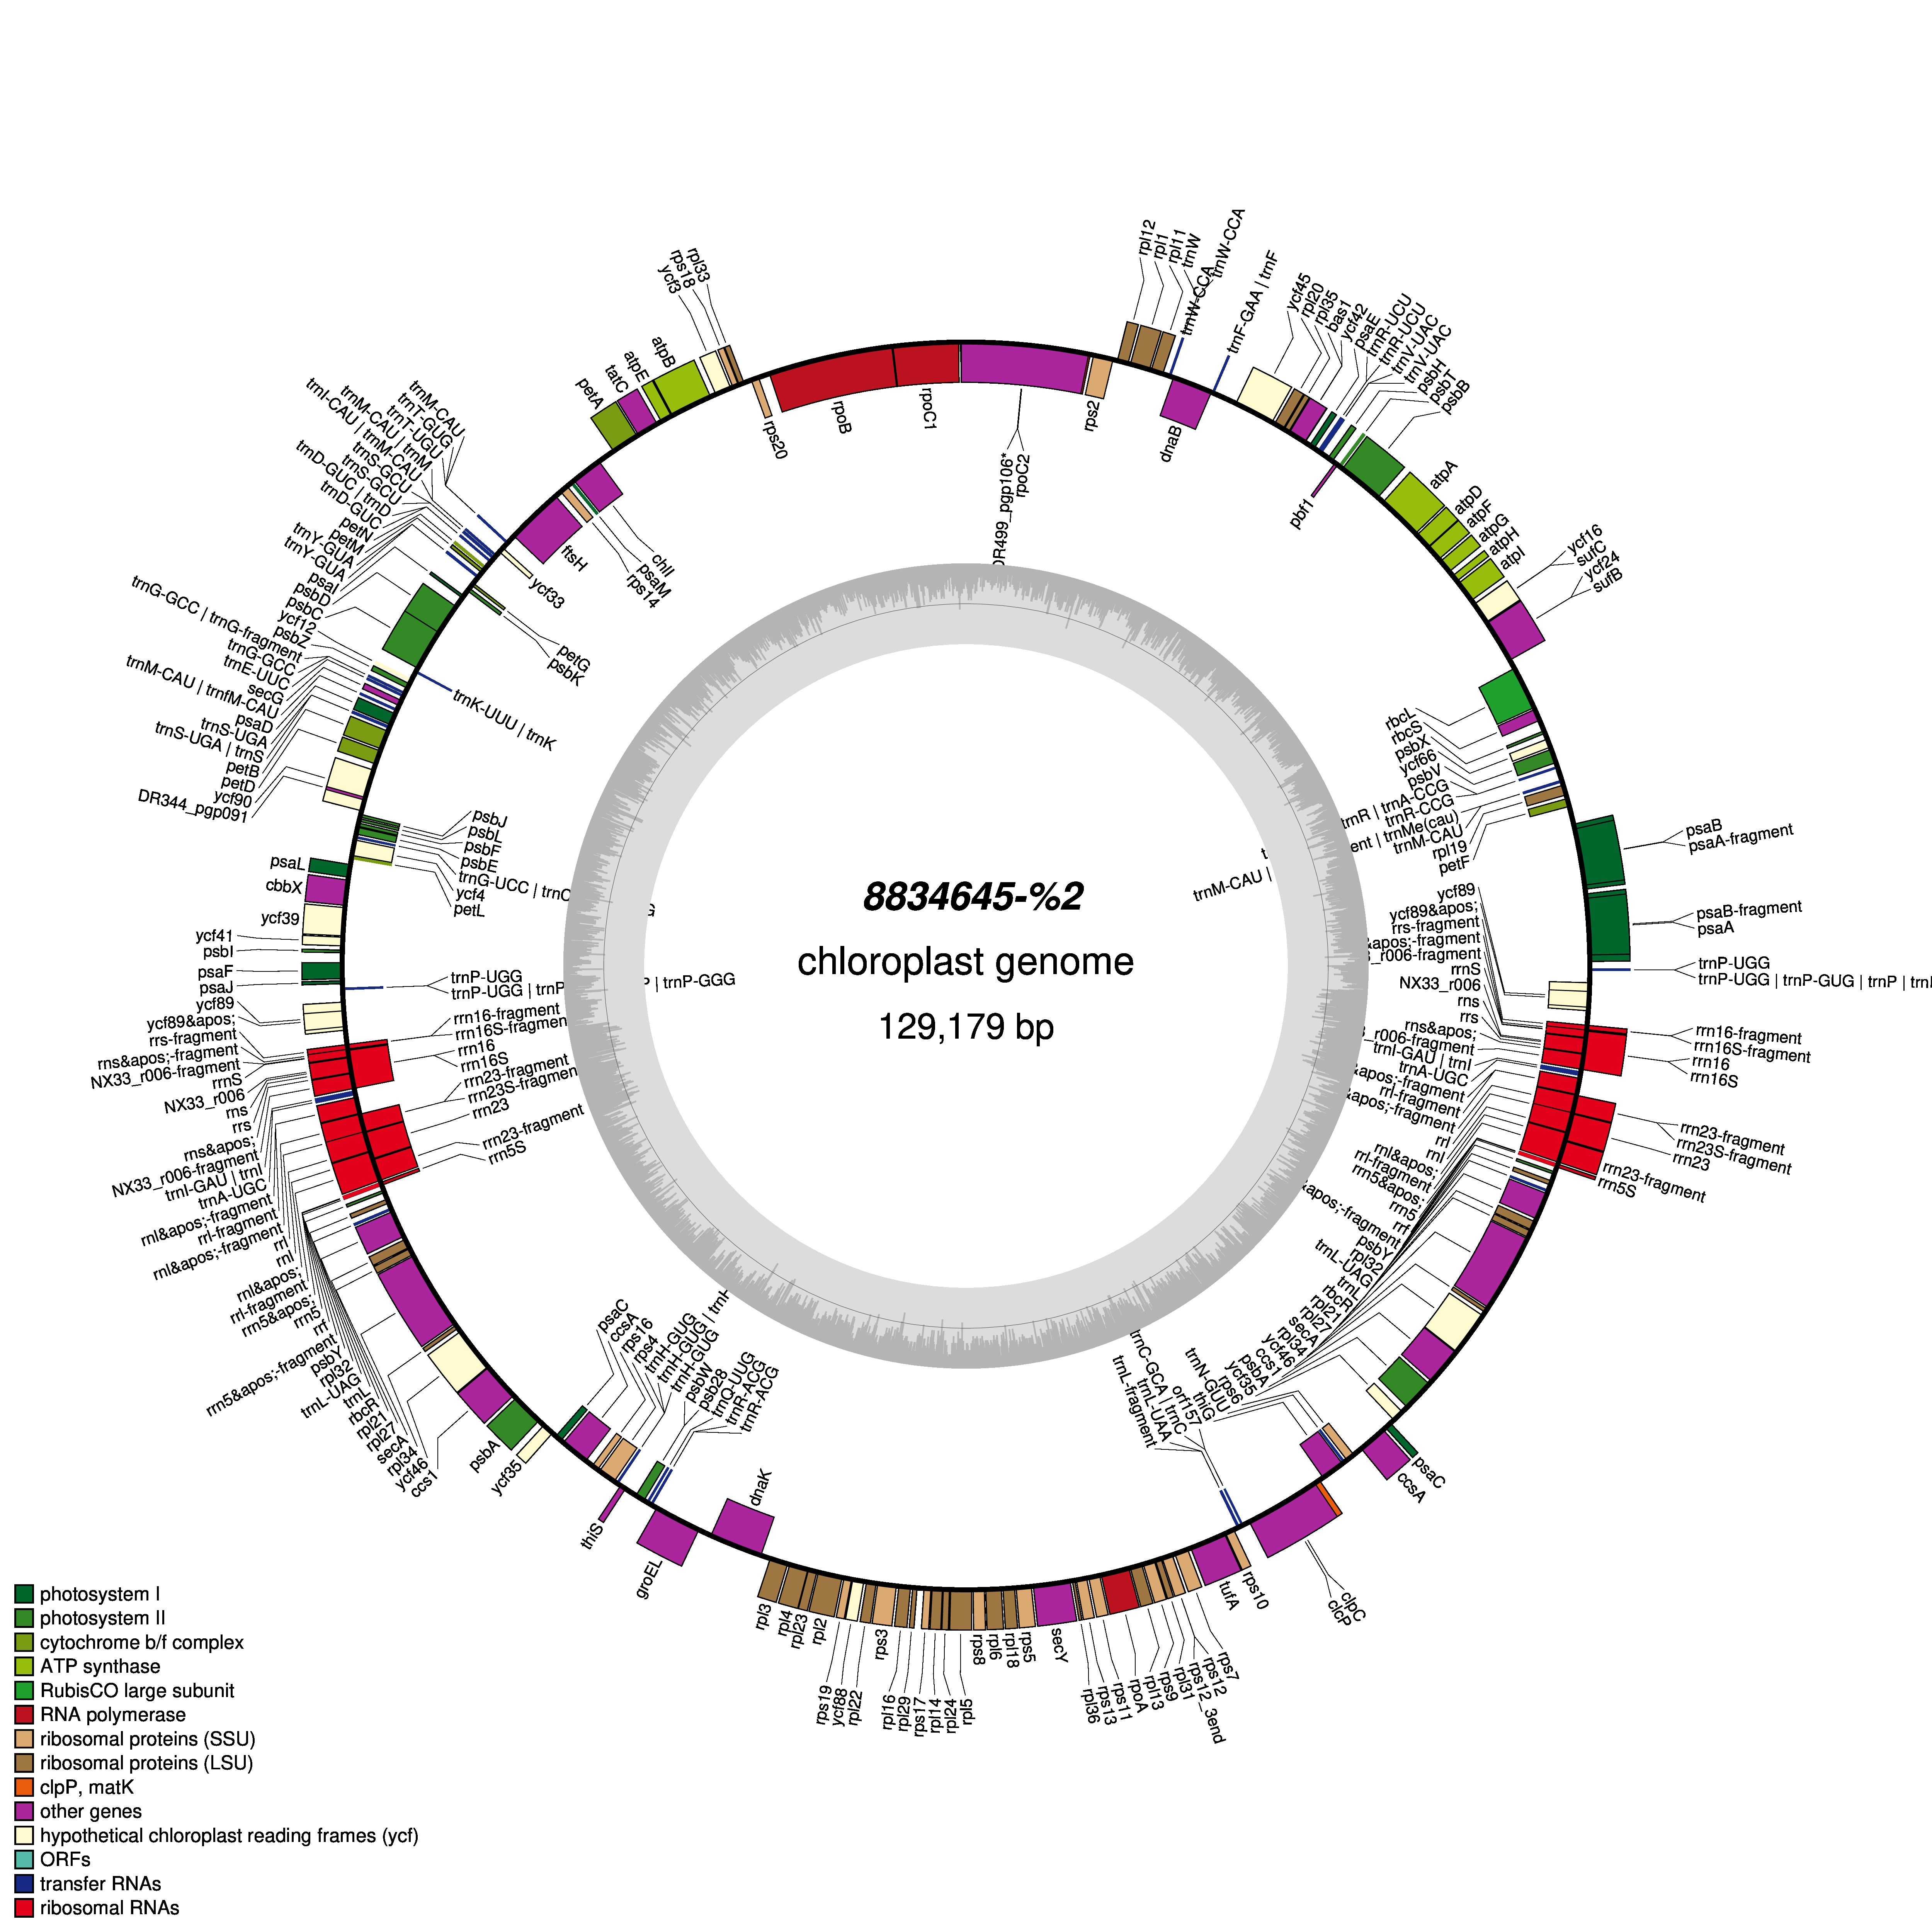 8834645-%2
chloroplast genome
129,179 bp
rpl12
rpl1
rpl11
trnW
trnW-CCA
trnW-CCA
trnF-GAA | trnF
ycf45
rpl20
rpl35
bas1
ycf42
psaE
trnR-UCU
trnR-UCU
trnV-UAC
trnV-UAC
psbH
psbT
psbB
atpA
atpD
atpF
atpG
atpH
atpI
ycf16
sufC
ycf24
sufB
psaB
psaA-fragment
psaB-fragment
psaA
trnP-UGG
trnP-UGG | trnP-GUG | trnP | trn
rrn16-fragment
rrn16S-fragment
rrn16
rrn16S
rrn23-fragment
rrn23S-fragment
rrn23
rrn23-fragment
rrn5S
psaC
ccsA
clpC
clcP
rps10
tufA
rps7
rps12
rps12_3end
rpl31
rps9
rpl13
rpoA
rps11
rps13
rpl36
secY
rps5
rpl18
rpl6
rps8
rpl5
rpl24
rpl14
rps17
rpl29
rpl16
rps3
rpl22
ycf88
rps19
rpl2
rpl23
rpl4
rpl3
groEL
thiS
ycf35
psbA
ccs1
ycf46
rpl34
secA
rpl27
rpl21
rbcR
trnL
trnL-UAG
rpl32
psbY
rrn5&apos;-fragment
rrf
rrn5
rrn5&apos;
rrl-fragment
rnl&apos;
rnl
rnl&apos;-fragment
rrl
rrl-fragment
rnl&apos;-fragment
trnA-UGC
trnI-GAU | trnI
NX33_r006-fragment
rns&apos;
rrs
rns
NX33_r006
rrnS
NX33_r006-fragment
rns&apos;-fragment
rrs-fragment
ycf89&apos;
ycf89
psaJ
psaF
psbI
ycf41
ycf39
cbbX
psaL
DR344_pgp091
ycf90
petD
petB
trnS-UGA | trnS
trnS-UGA
psaD
trnM-CAU | trnfM-CAU
secG
trnE-UUC
trnG-GCC
trnG-GCC | trnG-fragment
psbZ
ycf12
psbC
psbD
psaI
trnY-GUA
trnY-GUA
petM
petN
trnD-GUC
trnD-GUC | trnD
trnS-GCU
trnS-GCU
trnI-CAU | trnM-CAU
trnM-CAU | trnM
trnT-UGU
trnT-GUG
trnM-CAU
petA
tatC
atpE
atpB
ycf3
rps18
rpl33
rps20
rpoB
rpoC1
DR499_pgp106*
rpoC2
rps2
dnaB
pbf1
rbcL
rbcS
psbX
ycf66
psbV
trnR | trnA-CCG
trnR-CCG
trnM-CAU |
ent | trnMe(cau)
trnM-CAU
rpl19
petF
ycf89
ycf89&apos;
rrs-fragment
&apos;-fragment
_r006-fragment
rrnS
NX33_r006
rns
rrs
rns&apos;
_r006-fragment
trnI-GAU | trnI
trnA-UGC
&apos;-fragment
rrl-fragment
&apos;-fragment
rrl
rnl
rnl&apos;
rrl-fragment
rrn5&apos;
rrn5
rrf
&apos;-fragment
psbY
rpl32
trnL-UAG
trnL
rbcR
rpl21
rpl27
secA
rpl34
ycf46
ccs1
psbA
ycf35
rps6
trnN-GUU
thiG
orf157
trnC-GCA | trnC
trnL-UAA
trnL-fragment
dnaK
trnR-ACG
trnR-ACG
trnQ-UUG
psb28
psbW
trnH-GUG
trnH-GUG | trnH
trnH-GUG
rps4
rps16
ccsA
psaC
rrn5S
rrn23-fragment
rrn23
rrn23S-fragmen
rrn23-fragment
rrn16S
rrn16
rrn16S-fragmen
rrn16-fragment
trnP-UGG
trnP-UGG | trnP
| trnP-GGG
petL
ycf4
trnG-UCC | trnG
psbE
psbF
psbL
psbJ
trnK-UUU | trnK
psbK
petG
ycf33
ftsH
rps14
psaM
chlI
photosystem I
photosystem II
cytochrome b/f complex
ATP synthase
RubisCO large subunit
RNA polymerase
ribosomal proteins (SSU)
ribosomal proteins (LSU)
clpP, matK
other genes
hypothetical chloroplast reading frames (ycf)
ORFs
transfer RNAs
ribosomal RNAs